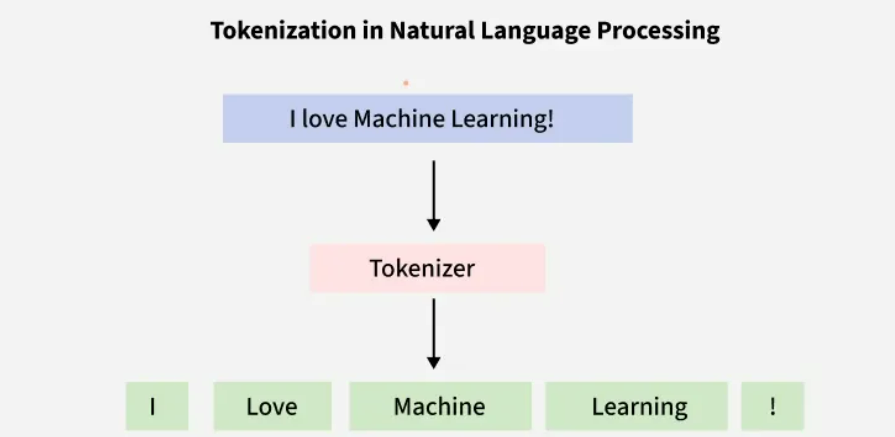 Tokenization in Natural Language Processing
I love Machine Learning!
Tokenizer
I Love Machine Learning !